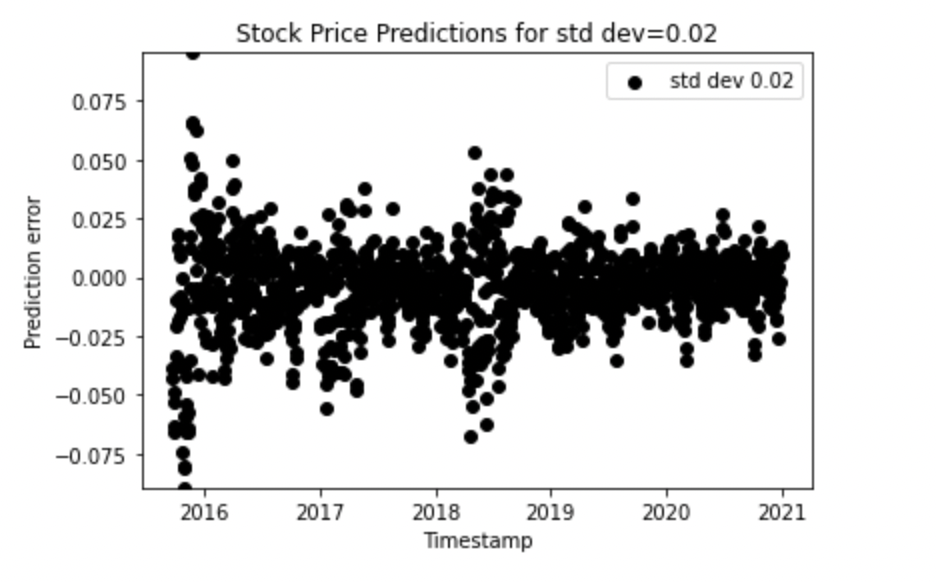 Stock Price Predictions for std dev=0.02
std dev 0.02
0.075
0.050
0.025
0.000
−0.025
−0.050
−0.075
Prediction error
2016 2017 2018 2019 2020 2021
Timestamp